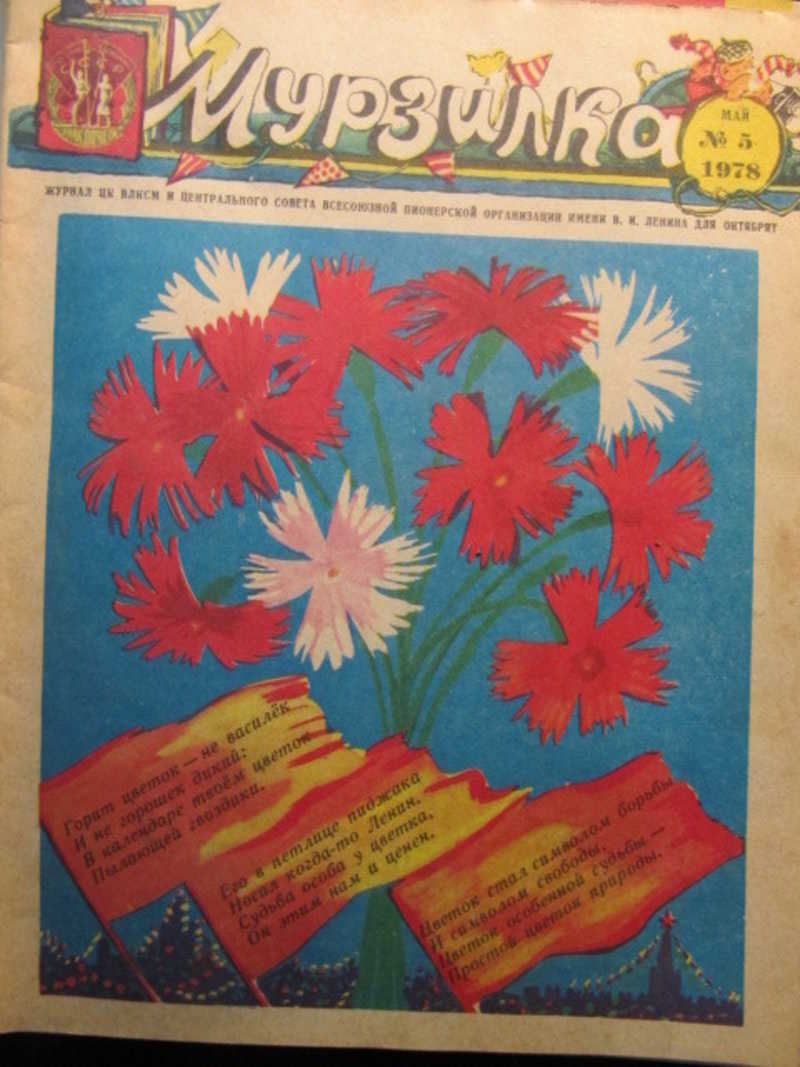 Мурзилка
МАЙ
№ 5
1978
ЖУРНАЛ ЦК ВЛКСМ И ЦЕНТРАЛЬНОГО СОВЕТА ВСЕСОЮЗНОЙ ПИОНЕРСКОЙ ОРГАНИЗАЦИИ ИМЕНИ В. И. ЛЕНИНА ДЛЯ ОКТЯБРЯТ
Горит цветок — не василёк
И не горошек дикий:
В календаре твоём цветок
Пылающей гвоздики.
Его в петлице пиджака
Носил когда-то Ленин.
Судьба особа у цветка,
Он этим нам и ценен.
Цветок стал символом борьбы
И символом свободы.
Цветок особенной судьбы —
Простой цветок природы.